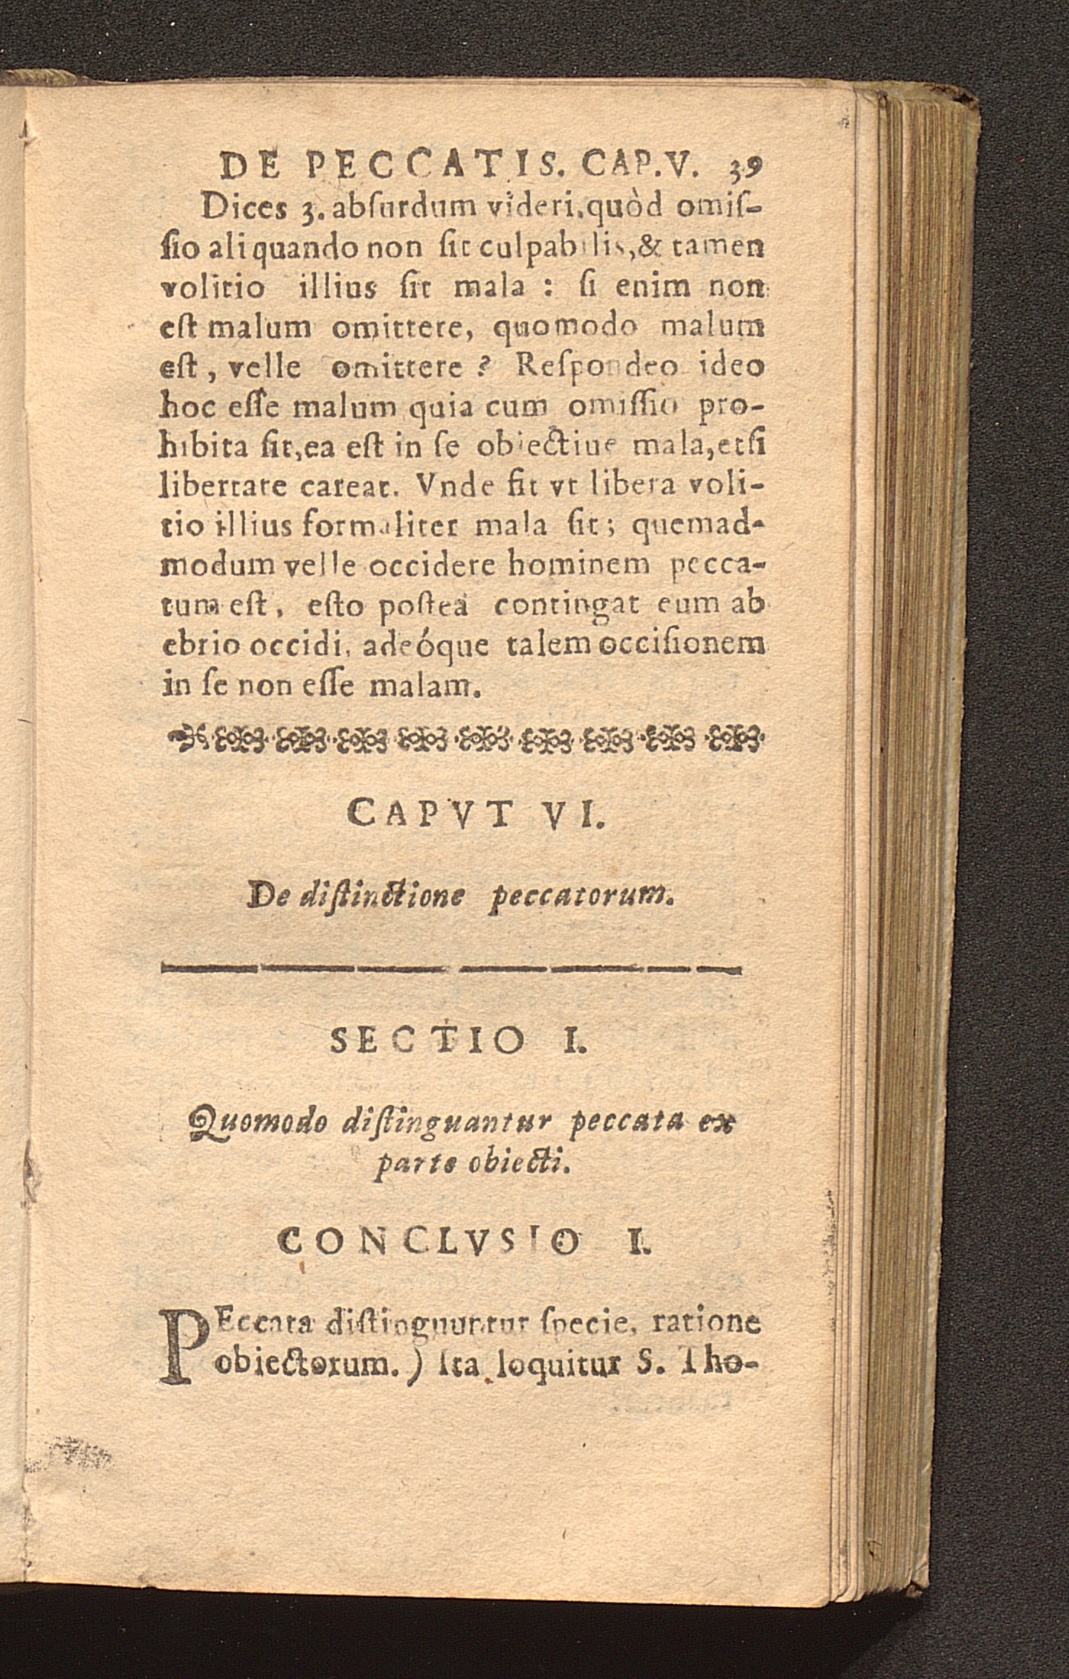 DE PECCATIS. CAP.V. 39
Dices 3. absurdum videri, quòd omiſ-
ſio aliquando non ſit culpabilis, & tamen
volitio illius ſit mala : ſi enim non
eſt malum omittere, quomodo malum
eſt, velle omittere ? Reſpondeo ideo
hoc eſſe malum quia cum omiſſio pro-
hibita ſit, ea eſt in ſe obiectiue mala, etſi
libertate careat. Vnde fit vt libera voli-
tio illius formaliter mala ſit; quemad-
modum velle occidere hominem pecca-
tum eſt, eſto poſtea contingat eum ab
ebrio occidi, adeóque talem occiſionem
in ſe non eſſe malam.
CAPVT VI.
De diſtinctione peccatorum.
SECTIO I.
Quomodo diſtinguantur peccata ex
parte obiecti.
CONCLVSIO I.
PEccata diſtinguuntur ſpecie, ratione
obiectorum.) Ita loquitur S. Tho-